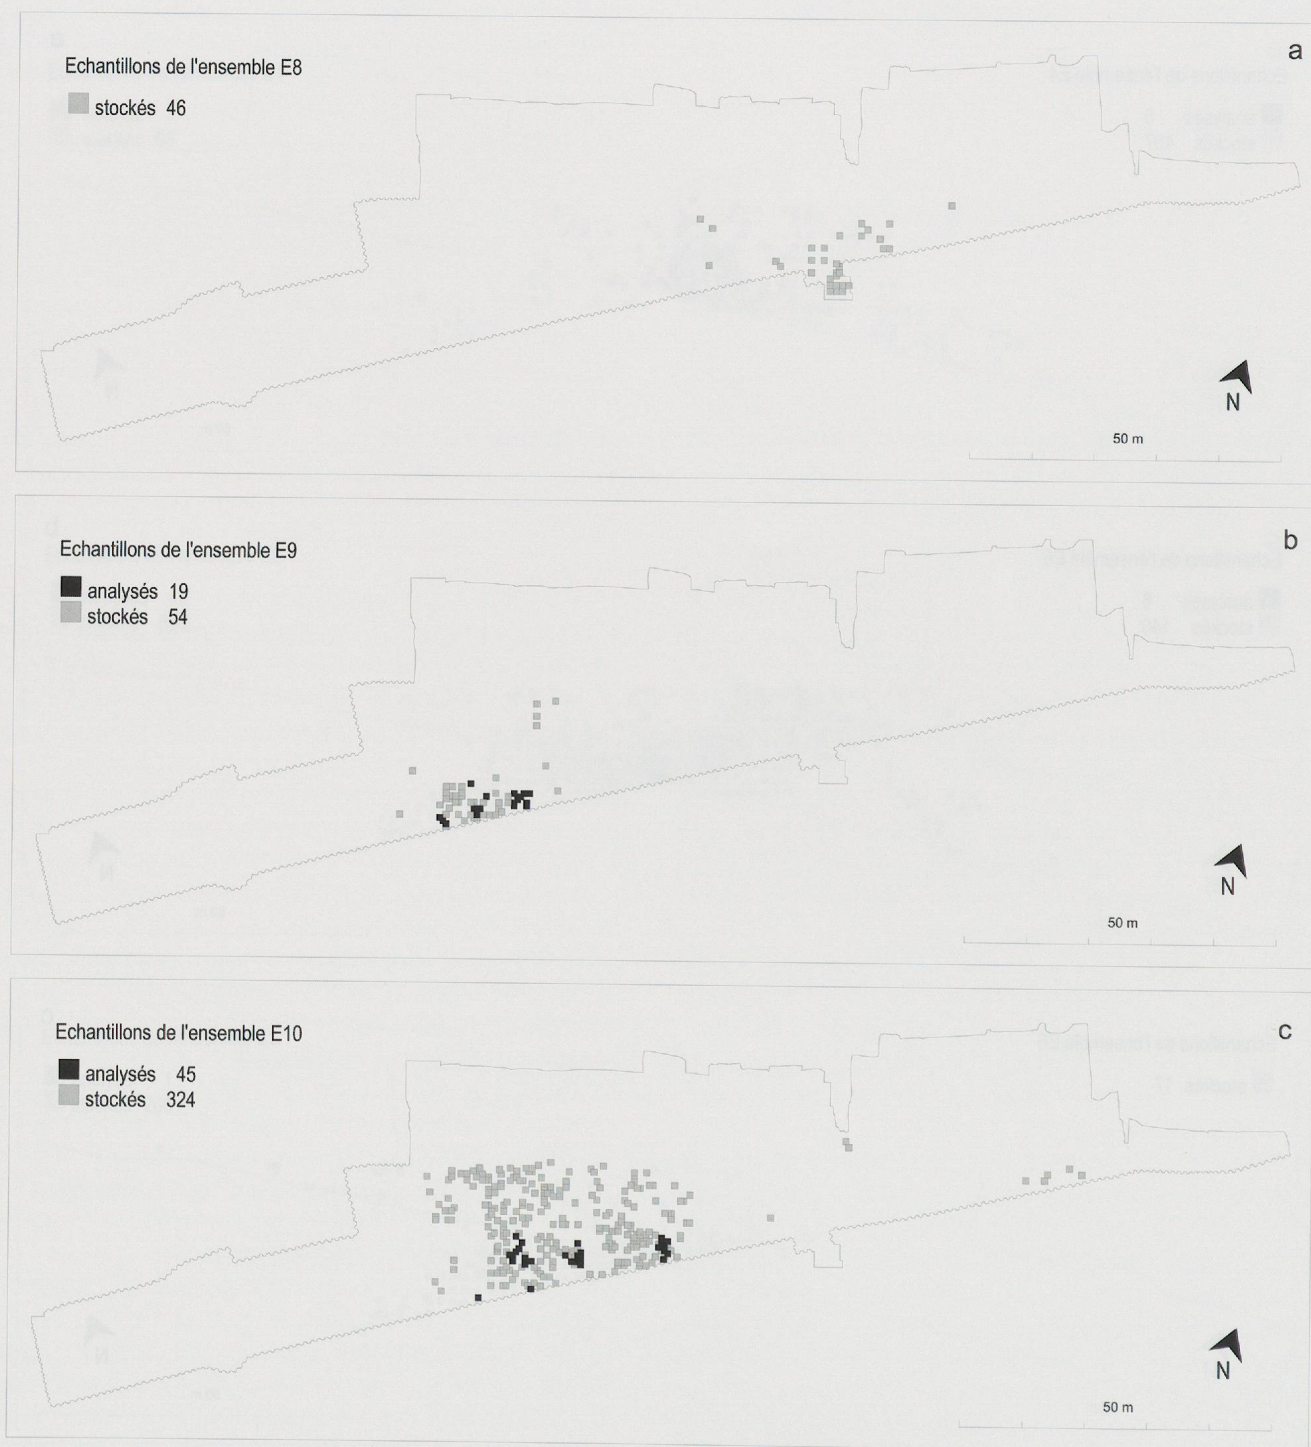 a
Echantillons de l'ensemble E8
stockés 46
N
50 m
b
Echantillons de l'ensemble E9
analysés 19
stockés 54
N
50 m
c
Echantillons de l'ensemble E10
analysés 45
stockés 324
N
50 m